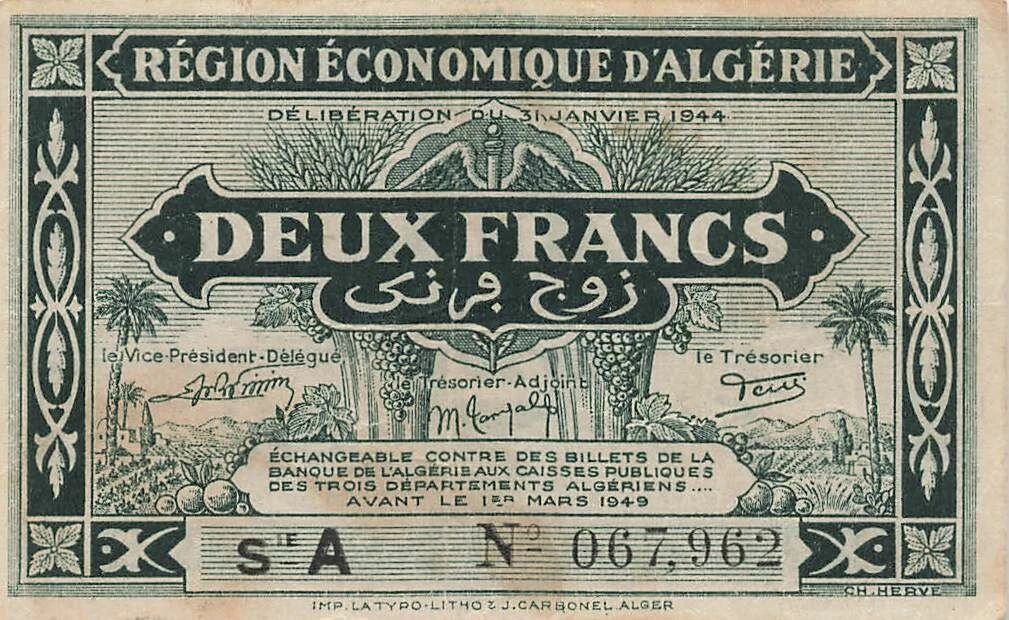 RÉGION ÉCONOMIQUE D'ALGÉRIE
DÉLIBÉRATION DU 31 JANVIER 1944
DEUX FRANCS
زوج فرنك
le Vice-Président-Délégué
le Trésorier-Adjoint
le Trésorier
ÉCHANGEABLE CONTRE DES BILLETS DE LA
BANQUE DE L'ALGÉRIE AUX CAISSES PUBLIQUES
DES TROIS DÉPARTEMENTS ALGÉRIENS....
AVANT LE 1ER MARS 1949
SIE A No 067,962
CH. HERVÉ
IMP. LA TYPO-LITHO & J. CARBONEL. ALGER